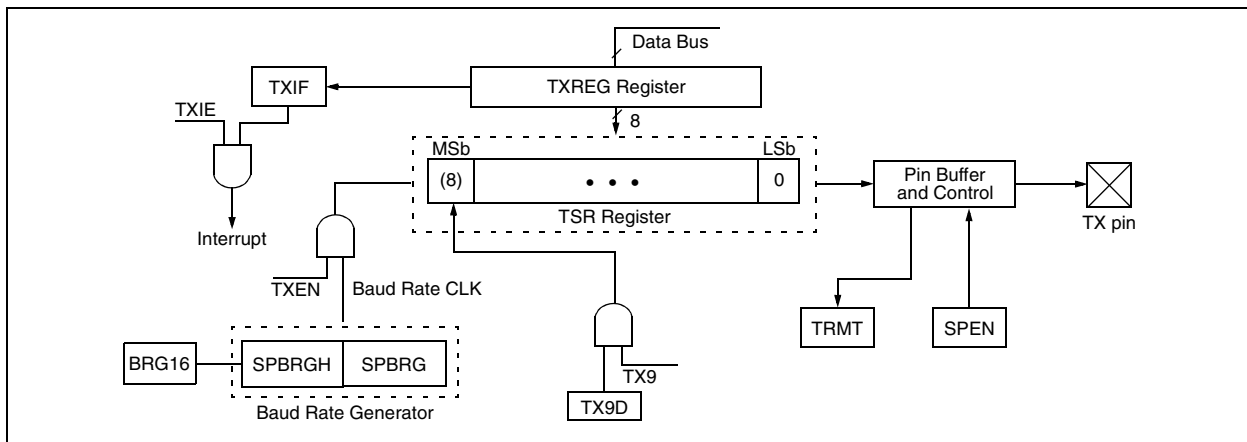 Data Bus
TXIF
TXREG Register
TXIE
8
MSb
LSb
(8)
• • •
0
TSR Register
Pin Buffer
and Control
TX pin
Interrupt
TXEN
Baud Rate CLK
TRMT
SPEN
BRG16
SPBRGH
SPBRG
TX9
TX9D
Baud Rate Generator